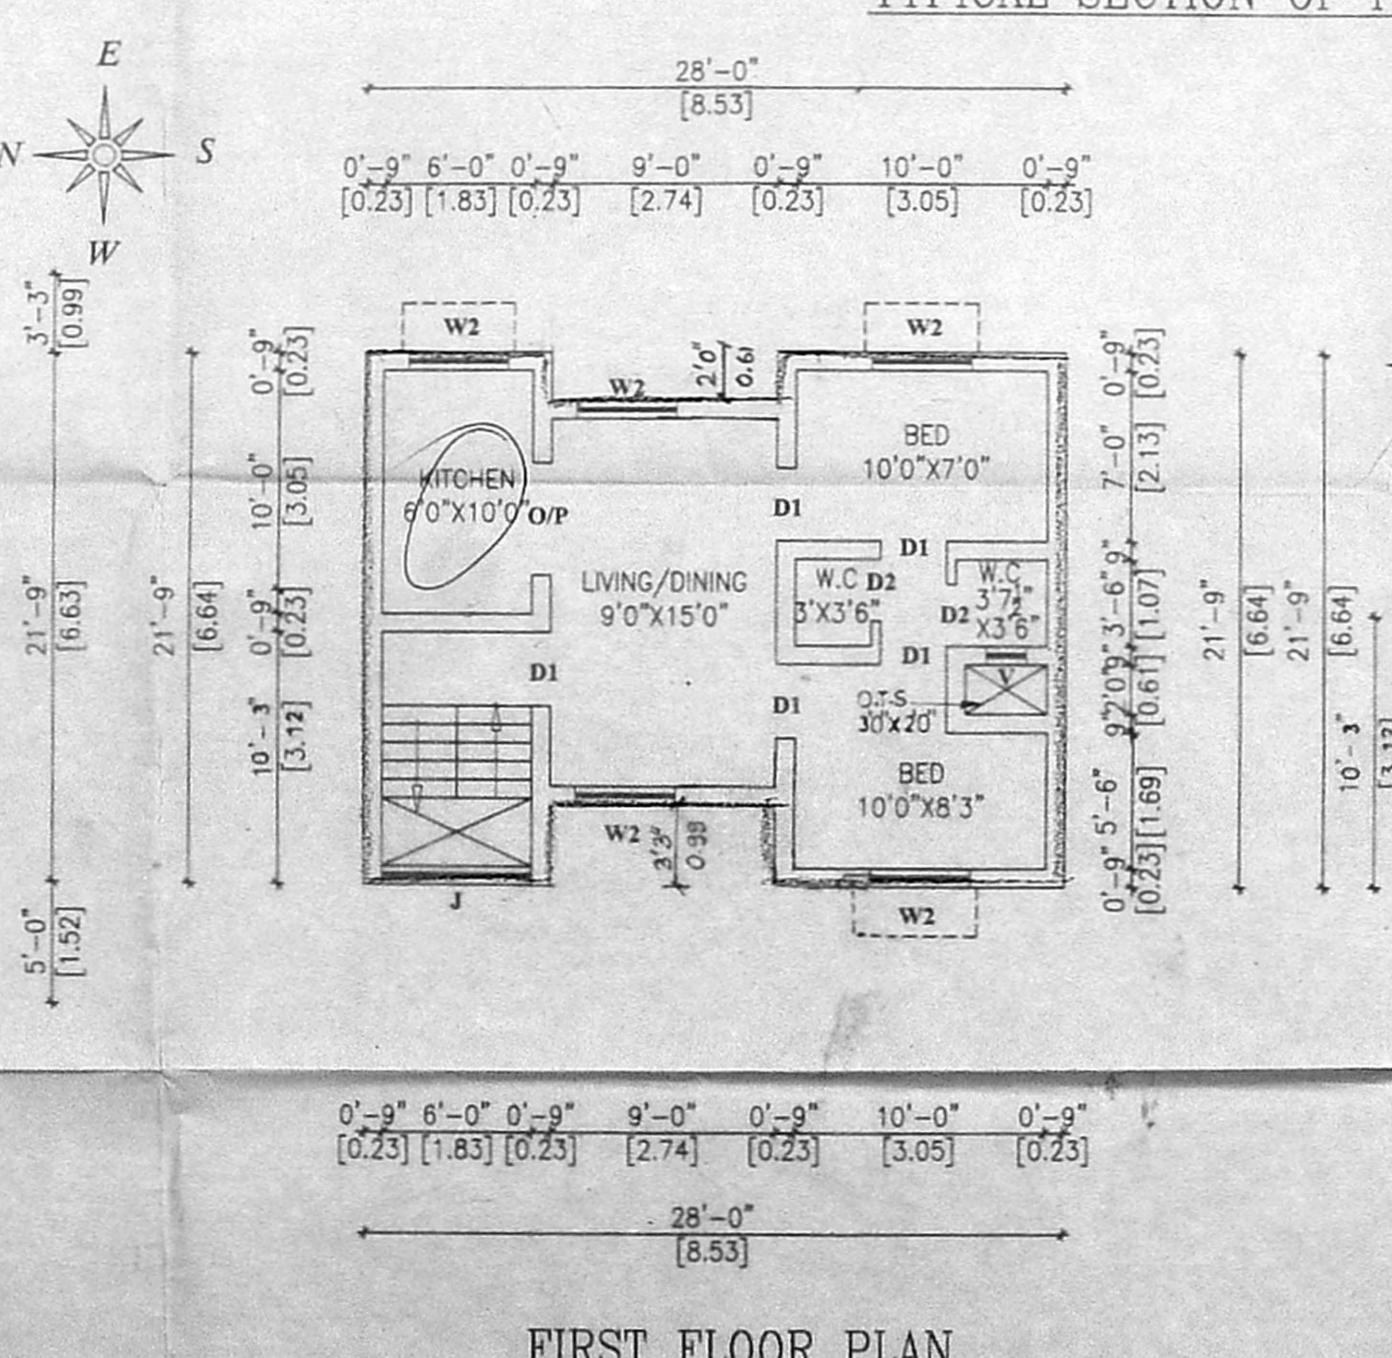 E
N
S
W
28'-0"
[8.53]
0'-9" 6'-0" 0'-9" 9'-0" 0'-9" 10'-0" 0'-9"
[0.23] [1.83] [0.23] [2.74] [0.23] [3.05] [0.23]
3'-3"
[0.99]
21'-9"
[6.63]
5'-0"
[1.52]
21'-9"
[6.64]
0'-9"
[0.23]
10'-0"
[3.05]
0'-9"
[0.23]
10'-3"
[3.12]
W2
W2
W2
2'0"
0.61
KITCHEN
6'0"X10'0"
O/P
BED
10'0"X7'0"
D1
D1
LIVING/DINING
9'0"X15'0"
W.C
3'X3'6"
D2
W.C
X3'6"
D2
D1
D1
D1
V
O.T.S
BED
10'0"X8'3"
W2
3'3"
0.99
J
W2
0'-9"
[0.23]
7'-0"
[2.13]
9"
3'-6"
[1.07]
9"
2'0"
[0.61]
9"
5'-6"
[1.69]
0'-9"
[0.23]
21'-9"
[6.64]
21'-9"
[6.64]
10'-3"
0'-9" 6'-0" 0'-9" 9'-0" 0'-9" 10'-0" 0'-9"
[0.23] [1.83] [0.23] [2.74] [0.23] [3.05] [0.23]
28'-0"
[8.53]
FIRST FLOOR PLAN